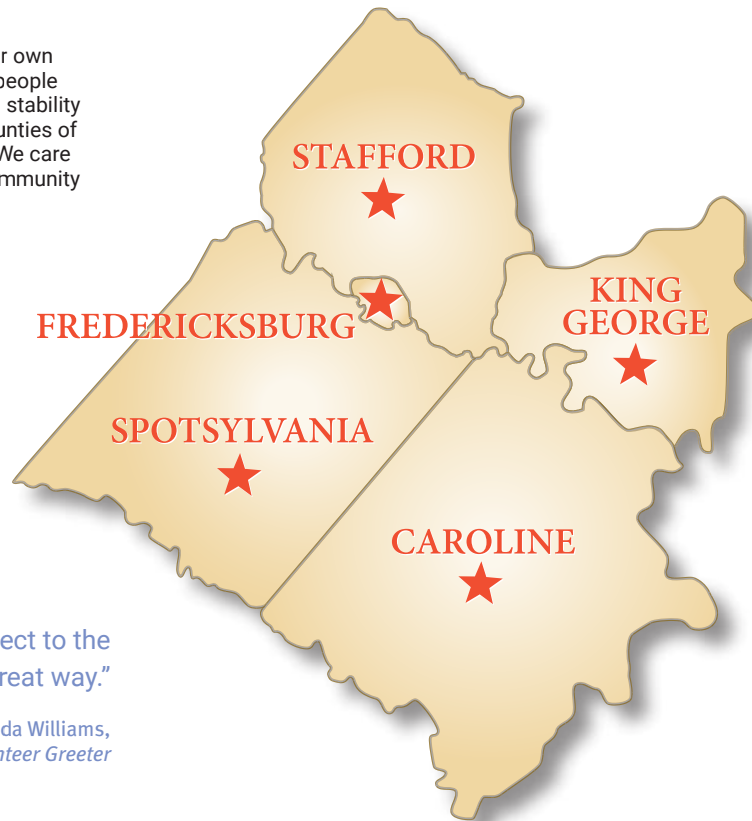 r own
people
stability
unties of
We care
mmunity
STAFFORD
FREDERICKSBURG
KING
GEORGE
SPOTSYLVANIA
CAROLINE
ect to the
reat way.”
da Williams,
nteer Greeter